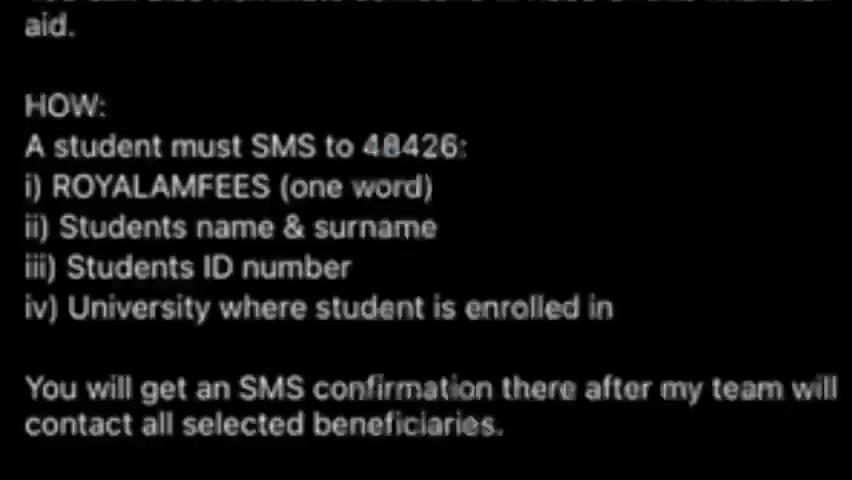 aid.
HOW:
A student must SMS to 48426:
i) ROYALAMFEES (one word)
ii) Students name & surname
iii) Students ID number
iv) University where student is enrolled in
You will get an SMS confirmation there after my team will
contact all selected beneficiaries.